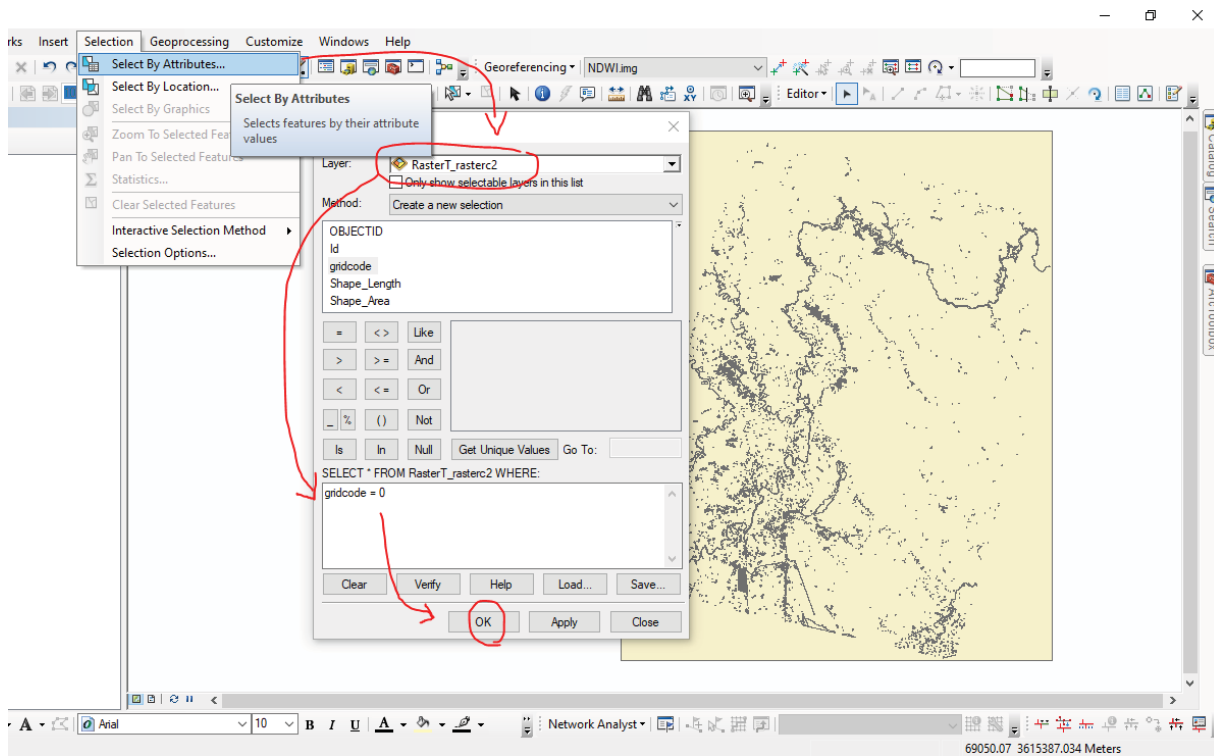 rks Insert Selection Geoprocessing Customize Windows Help
Select By Attributes...
Georeferencing NDWI.img
Select By Location...
Editor
Select By Graphics
Select By Attributes
Selects features by their attribute
values
Zoom To Selected Fea
Pan To Selected Features
Statistics...
Clear Selected Features
Interactive Selection Method
Selection Options...
Layer: RasterT_rasterc2
Only show selectable layers in this list
Method: Create a new selection
OBJECTID
Id
gridcode
Shape_Length
Shape_Area
= < > Like
> > = And
< < = Or
_ % () Not
Is In Null Get Unique Values Go To:
SELECT * FROM RasterT_rasterc2 WHERE:
gridcode = 0
Clear Verify Help Load... Save...
OK Apply Close
Catalog
Search
ArcToolbox
A Arial 10 B I U A Network Analyst
69050.07 3615387.034 Meters